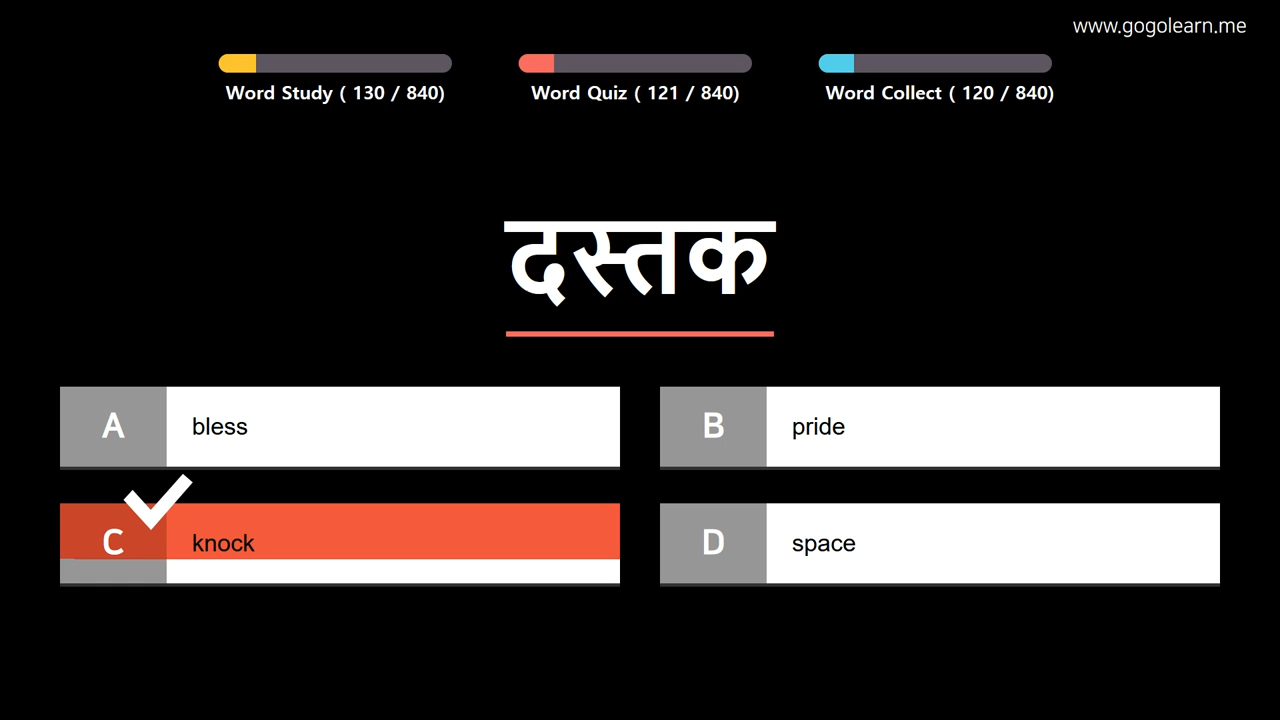 www.gogolearn.me
Word Study ( 130 / 840)
Word Quiz ( 121 / 840)
Word Collect ( 120 / 840)
दस्तक
A bless
B pride
C knock
D space